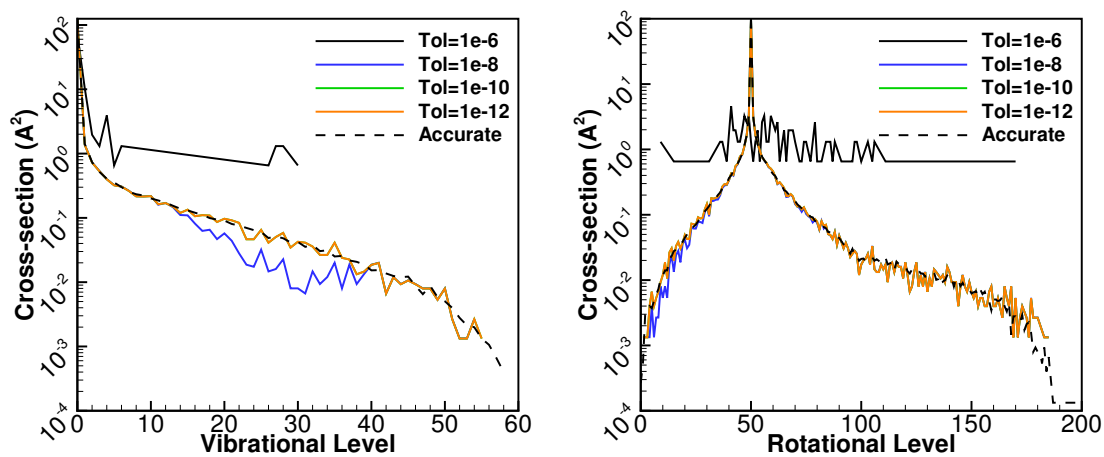 Cross-section (A²)
10²
10¹
10⁰
10⁻¹
10⁻²
10⁻³
10⁻⁴
Tol=1e-6
Tol=1e-8
Tol=1e-10
Tol=1e-12
Accurate
0 10 20 30 40 50 60
Vibrational Level
Cross-section (A²)
10²
10¹
10⁰
10⁻¹
10⁻²
10⁻³
10⁻⁴
Tol=1e-6
Tol=1e-8
Tol=1e-10
Tol=1e-12
Accurate
0 50 100 150 200
Rotational Level